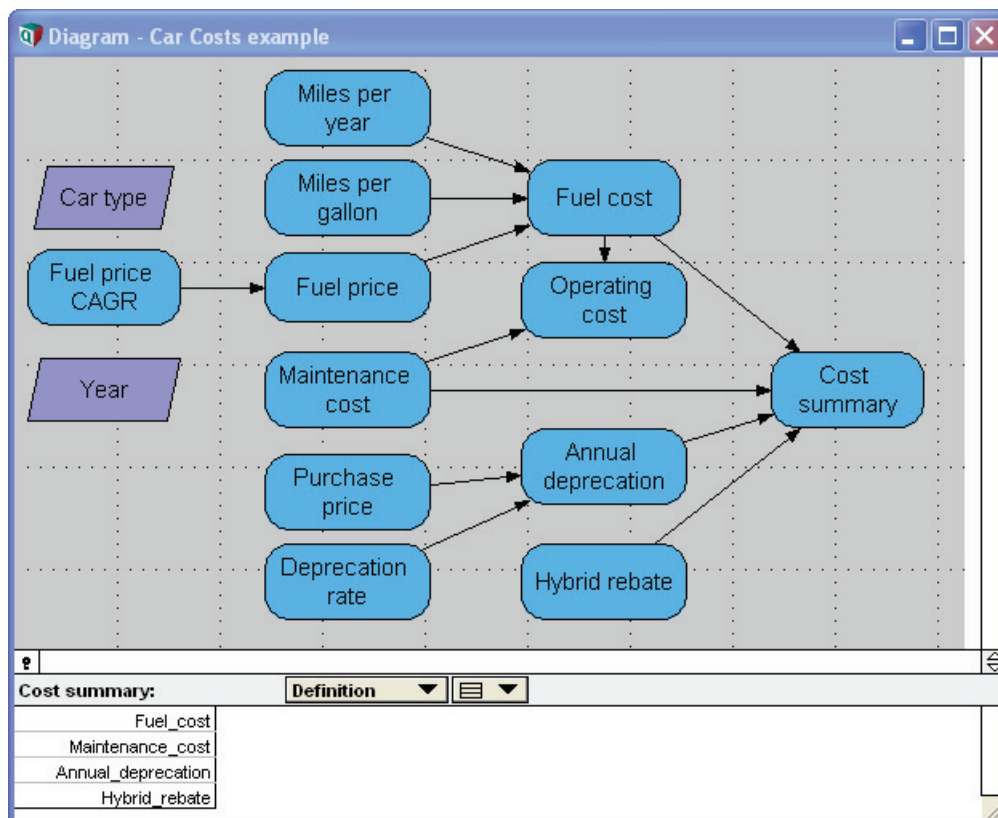 Diagram - Car Costs example
Miles per
year
Car type
Miles per
gallon
Fuel cost
Fuel price
CAGR
Fuel price
Operating
cost
Year
Maintenance
cost
Cost
summary
Purchase
price
Annual
deprecation
Deprecation
rate
Hybrid rebate
Cost summary:
Definition
Fuel_cost
Maintenance_cost
Annual_deprecation
Hybrid_rebate